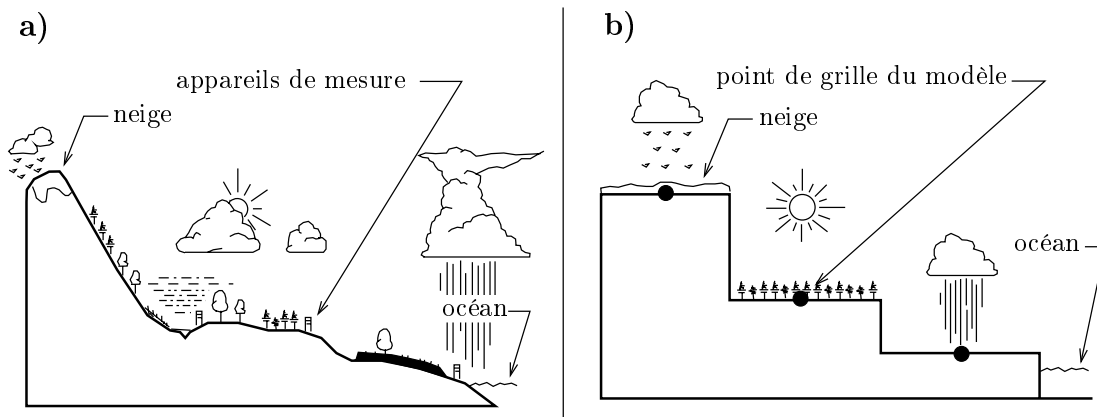 a)
appareils de mesure
neige
océan
b)
point de grille du modèle
neige
océan